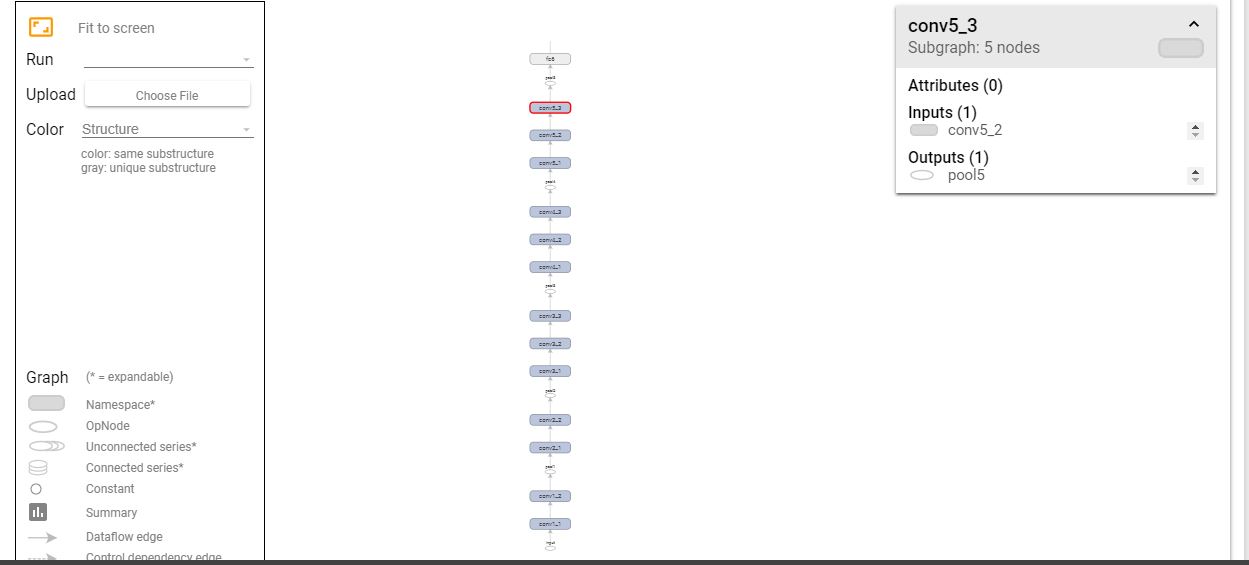 Fit to screen
Run
Upload
Choose File
Color
Structure
color: same substructure
gray: unique substructure
Graph
(* = expandable)
Namespace*
OpNode
Unconnected series*
Connected series*
Constant
Summary
Dataflow edge
Control dependency edge
fc6
pool5
conv5_3
conv5_2
conv5_1
pool4
conv4_3
conv4_2
conv4_1
pool3
conv3_3
conv3_2
conv3_1
pool2
conv2_2
conv2_1
pool1
conv1_2
conv1_1
input
conv5_3
Subgraph: 5 nodes
Attributes (0)
Inputs (1)
conv5_2
Outputs (1)
pool5